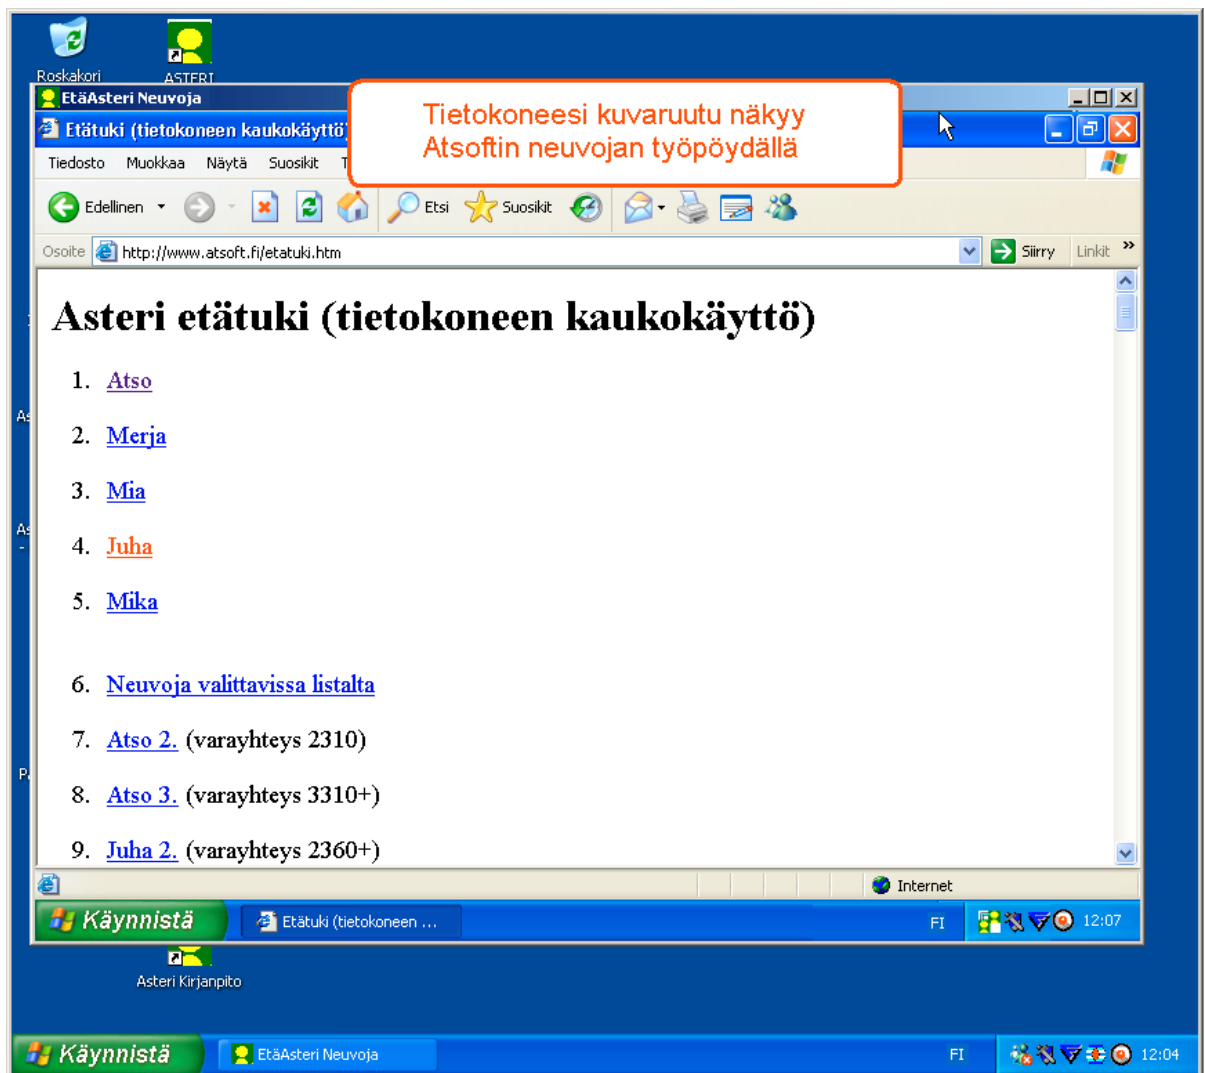 Roskakori
ASTERI
EtäAsteri Neuvoja
Tietokoneesi kuvaruutu näkyy
Atsoftin neuvojan työpöydällä
Etätuki (tietokoneen kaukokäyttö)
Tiedosto Muokkaa Näytä Suosikit T
Edellinen Etsi Suosikit
Osoite http://www.atsoft.fi/etatuki.htm Siirry Linkit »
Asteri etätuki (tietokoneen kaukokäyttö)
1. Atso
2. Merja
3. Mia
4. Juha
5. Mika
6. Neuvoja valittavissa listalta
7. Atso 2. (varayhteys 2310)
8. Atso 3. (varayhteys 3310+)
9. Juha 2. (varayhteys 2360+)
Internet
Käynnistä Etätuki (tietokoneen ... FI 12:07
Asteri Kirjanpito
Käynnistä EtäAsteri Neuvoja FI 12:04